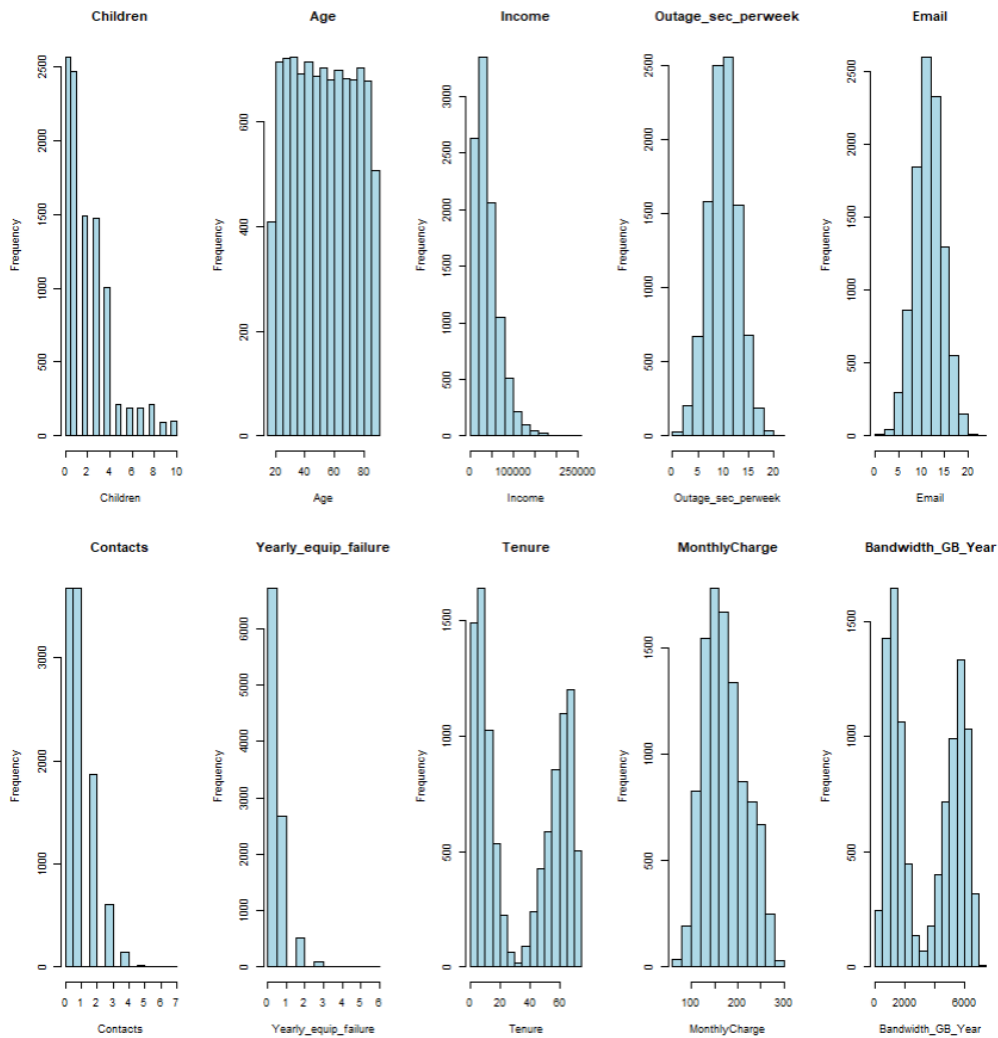 Children
Age
Income
Outage_sec_perweek
Email
Frequency
0
500
1000
1500
2000
2500
0 2 4 6 8 10
Children
Frequency
0
200
400
600
20 40 60 80
Age
Frequency
0
500
1000
1500
2000
2500
3000
0 100000 250000
Income
Frequency
0
500
1000
1500
2000
2500
0 5 10 15 20
Outage_sec_perweek
Frequency
0
500
1000
1500
2000
2500
0 5 10 15 20
Email
Contacts
Yearly_equip_failure
Tenure
MonthlyCharge
Bandwidth_GB_Year
Frequency
0
1000
2000
3000
0 1 2 3 4 5 6 7
Contacts
Frequency
0
1000
2000
3000
4000
5000
6000
0 1 2 3 4 5 6
Yearly_equip_failure
Frequency
0
500
1000
1500
0 20 40 60
Tenure
Frequency
0
500
1000
1500
100 200 300
MonthlyCharge
Frequency
0
500
1000
1500
0 2000 6000
Bandwidth_GB_Year